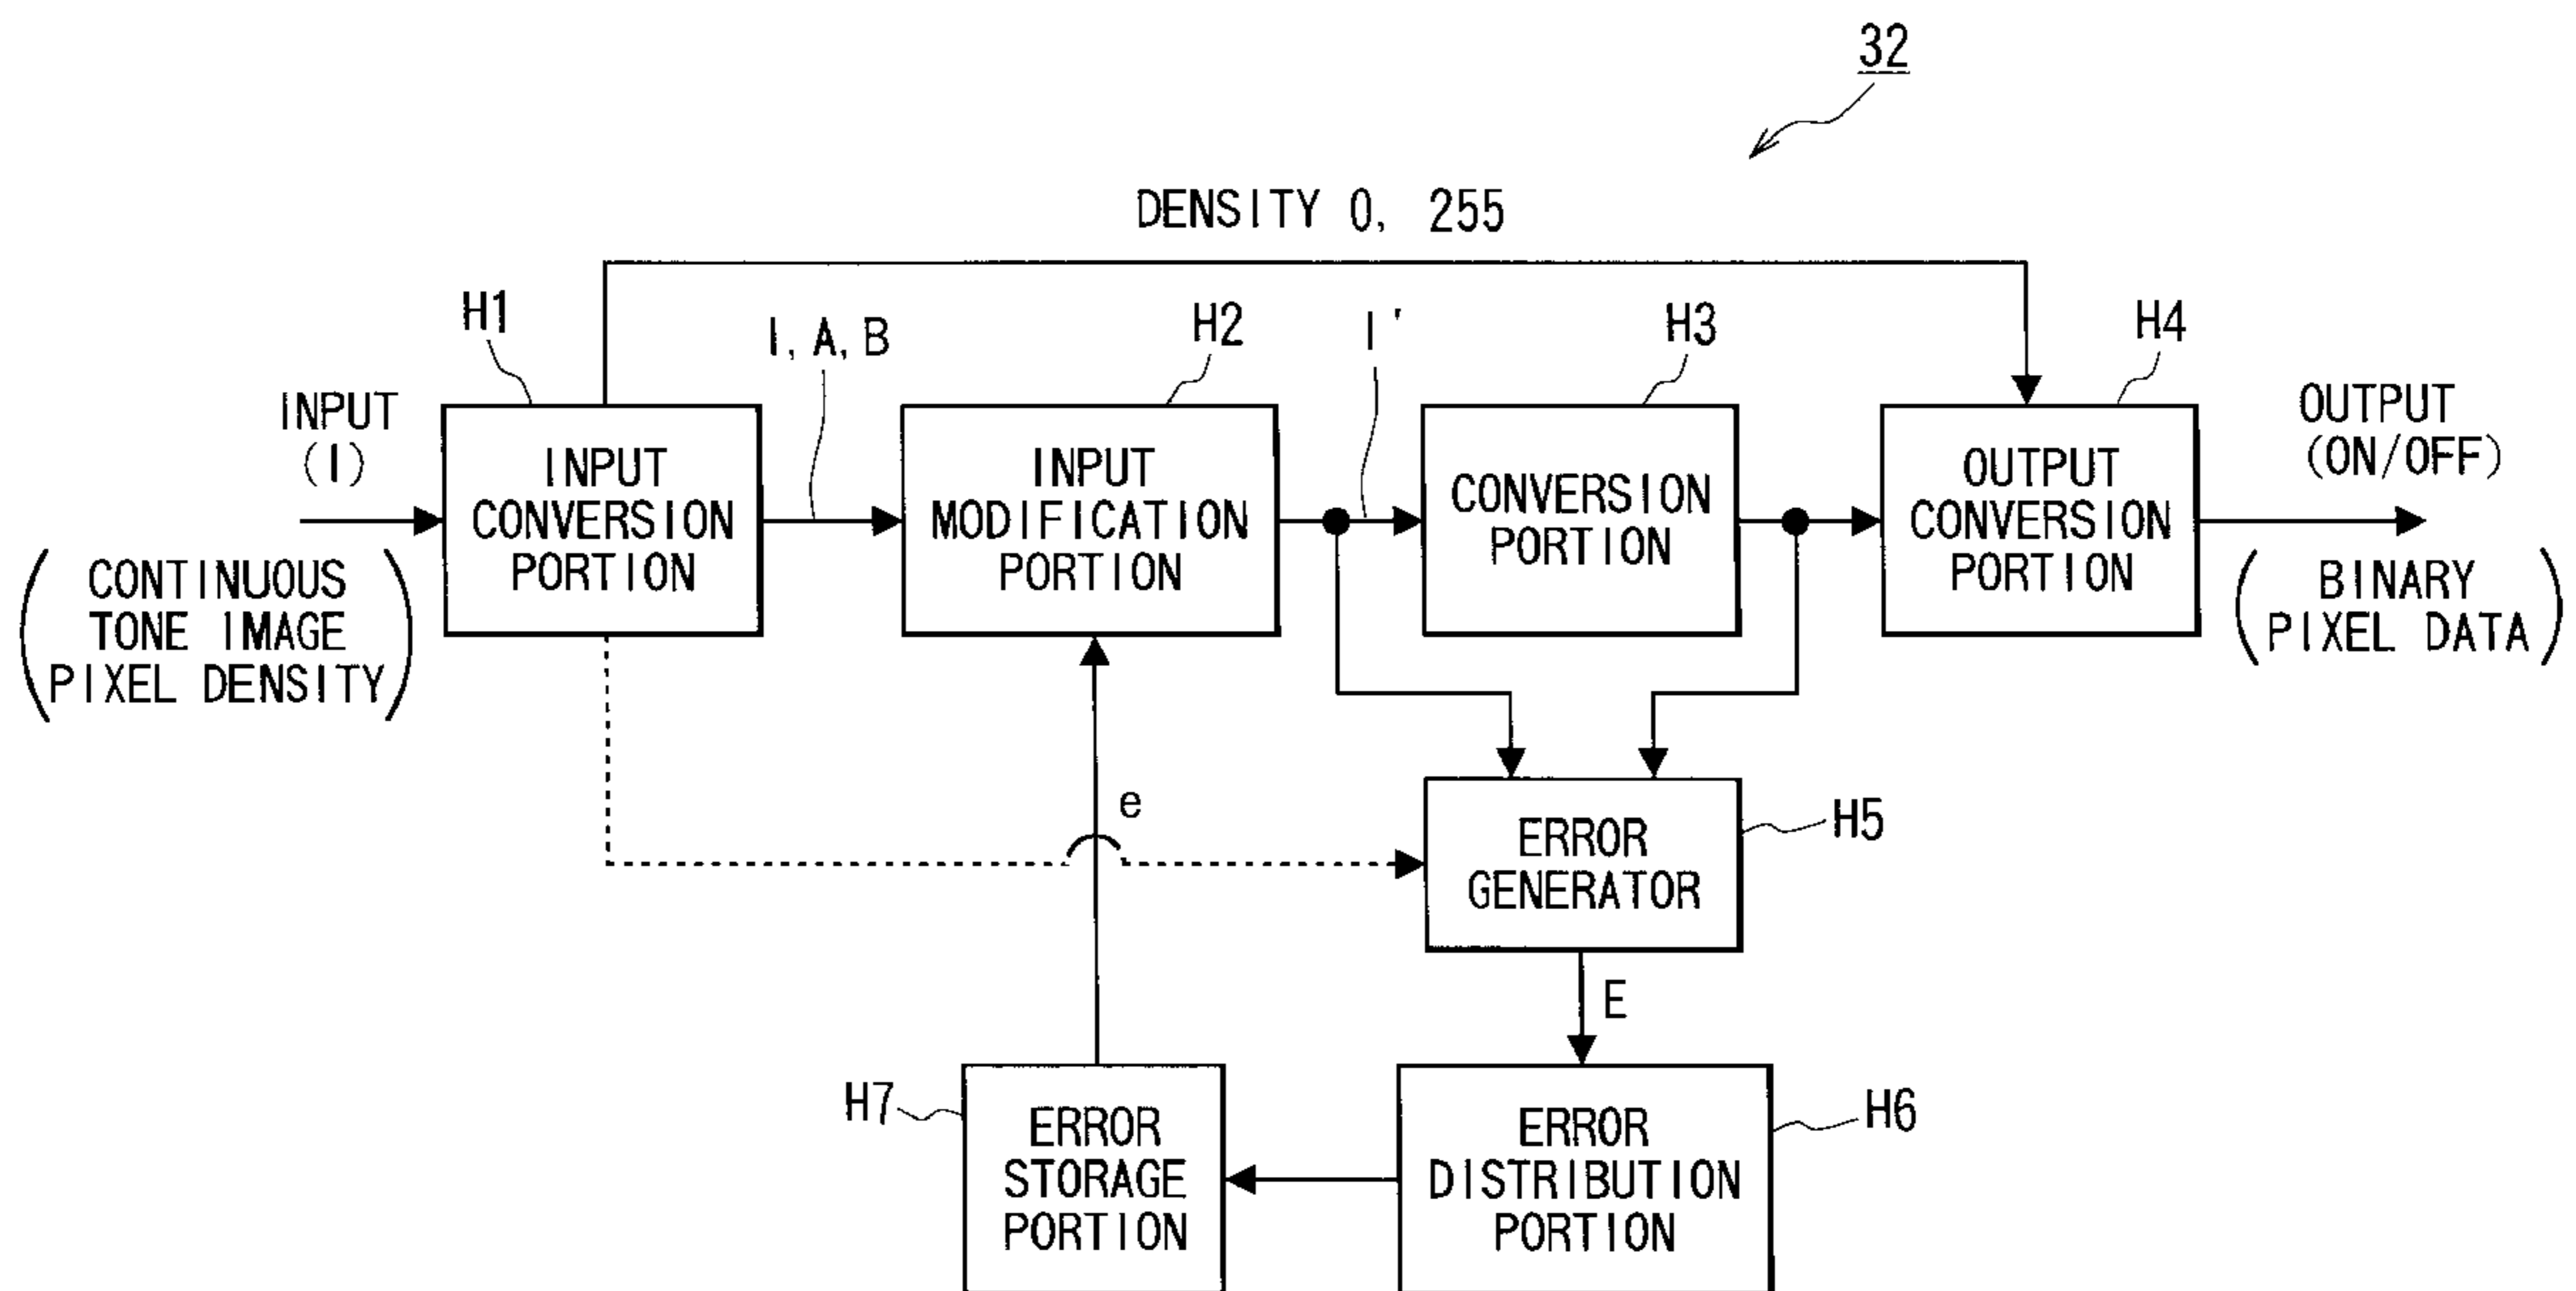 32
DENSITY 0, 255
H1
I, A, B
H2
I'
H3
H4
INPUT
(I)
INPUT
CONVERSION
PORTION
INPUT
MODIFICATION
PORTION
CONVERSION
PORTION
OUTPUT
CONVERSION
PORTION
OUTPUT
(ON/OFF)
CONTINUOUS
TONE IMAGE
PIXEL DENSITY
BINARY
PIXEL DATA
e
ERROR
GENERATOR
H5
E
H7
ERROR
STORAGE
PORTION
ERROR
DISTRIBUTION
PORTION
H6